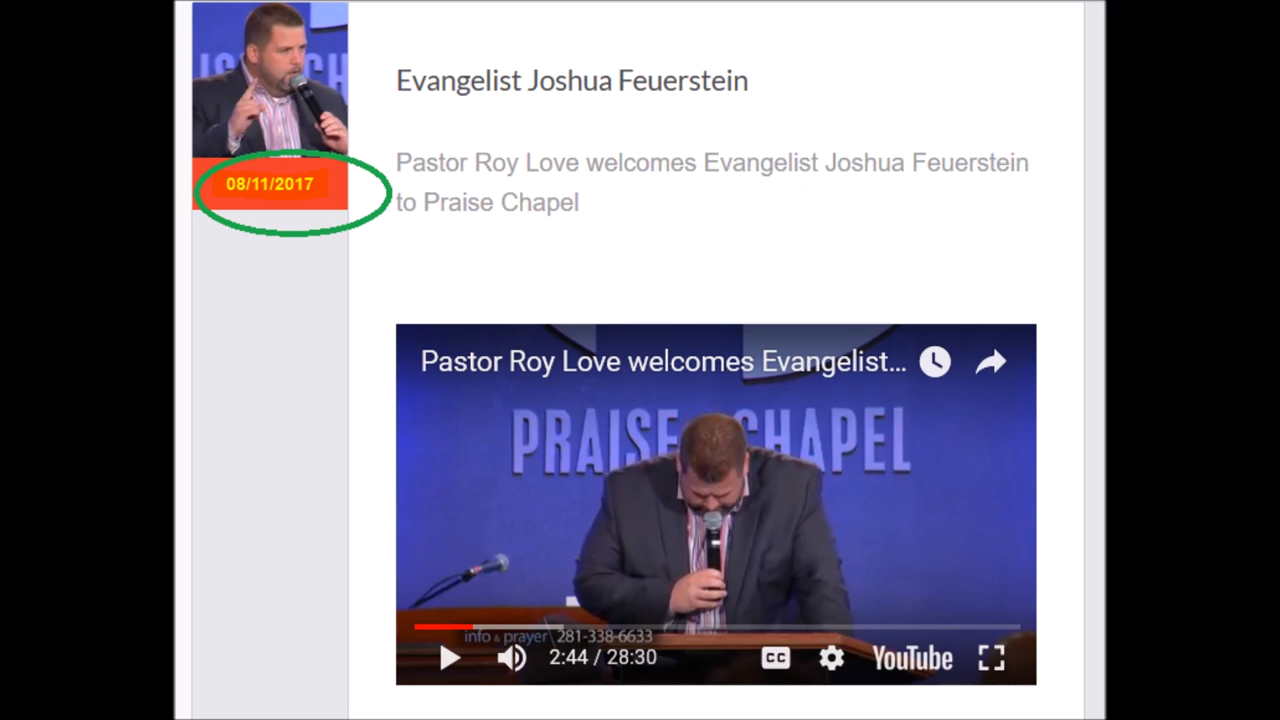 Evangelist Joshua Feuerstein
08/11/2017
Pastor Roy Love welcomes Evangelist Joshua Feuerstein
to Praise Chapel
Pastor Roy Love welcomes Evangelist...
PRAISE CHAPEL
info & prayer\ 281-338-6633
2:44 / 28:30
CC
YouTube